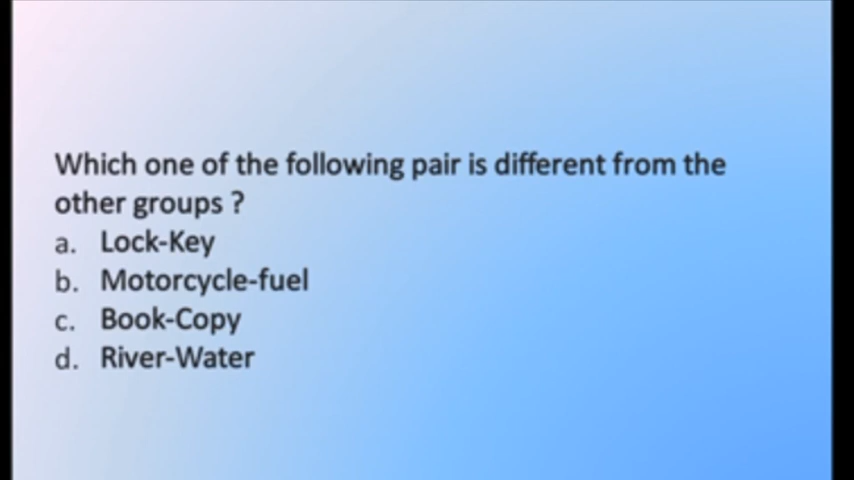 Which one of the following pair is different from the
other groups ?
a. Lock-Key
b. Motorcycle-fuel
c. Book-Copy
d. River-Water